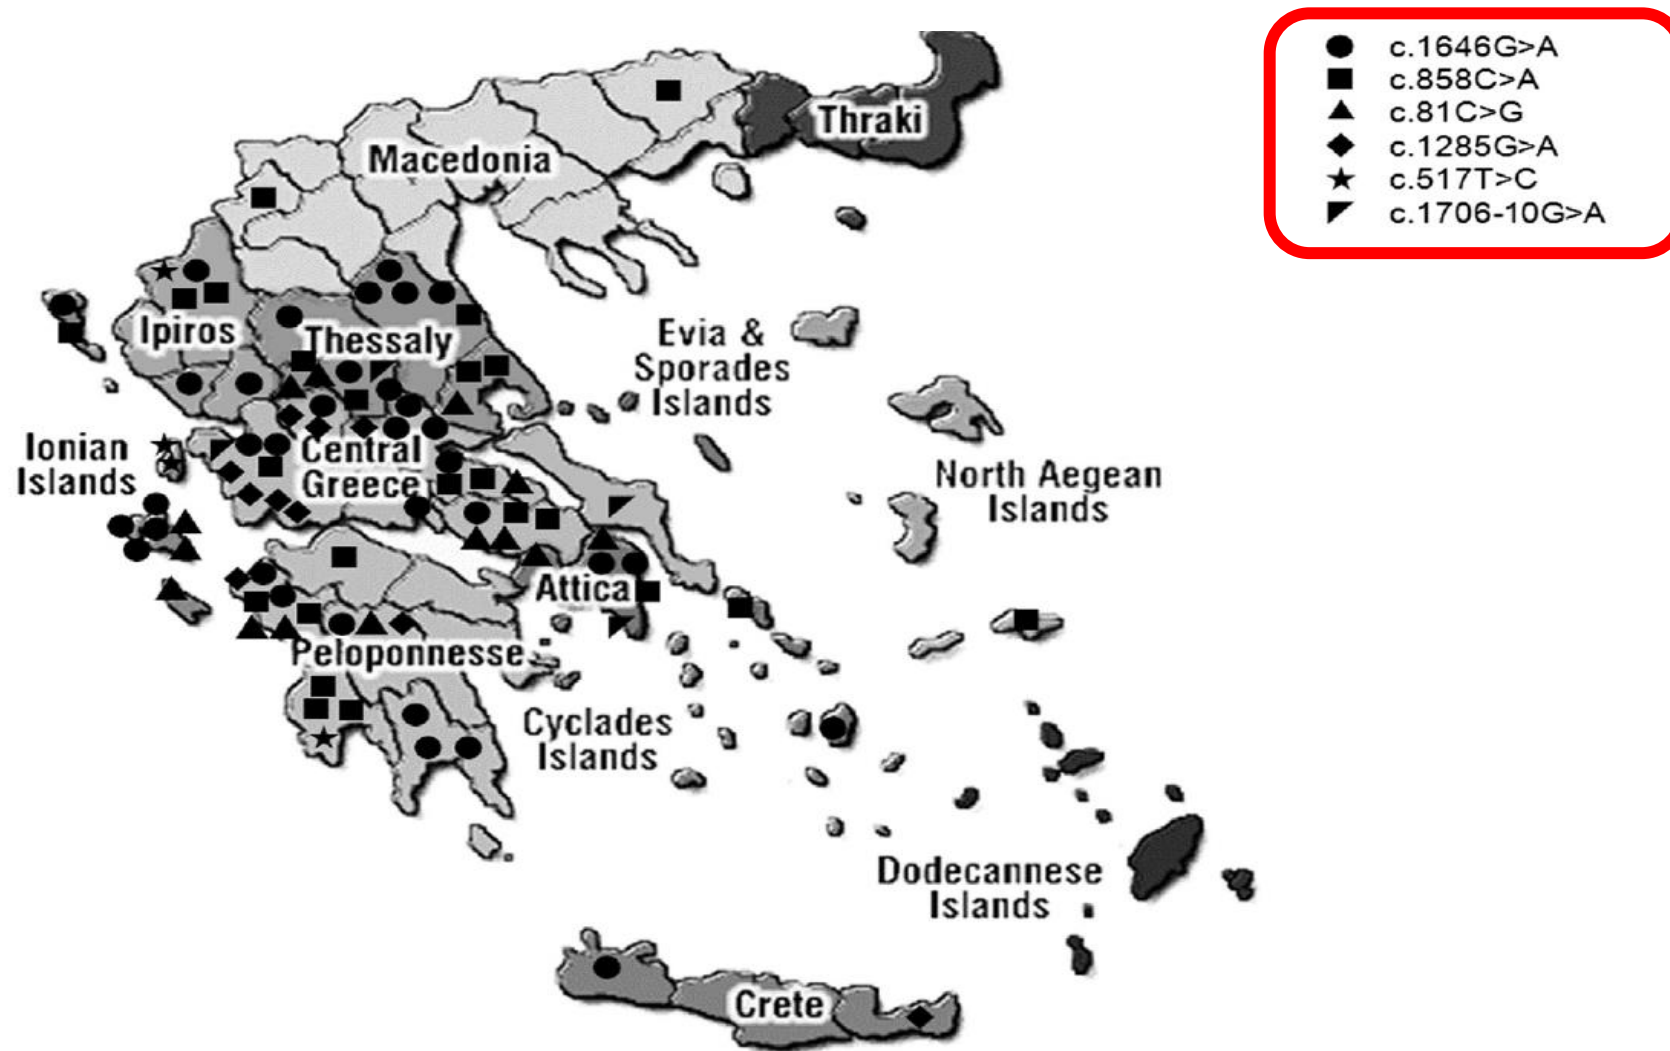 c.1646G>A
c.858C>A
c.81C>G
c.1285G>A
c.517T>C
c.1706-10G>A
Thraki
Macedonia
Ipiros
Thessaly
Evia &
Sporades
Islands
Ionian
Islands
Central
Greece
North Aegean
Islands
Attica
Peloponnesse
Cyclades
Islands
Dodecannese
Islands
Crete